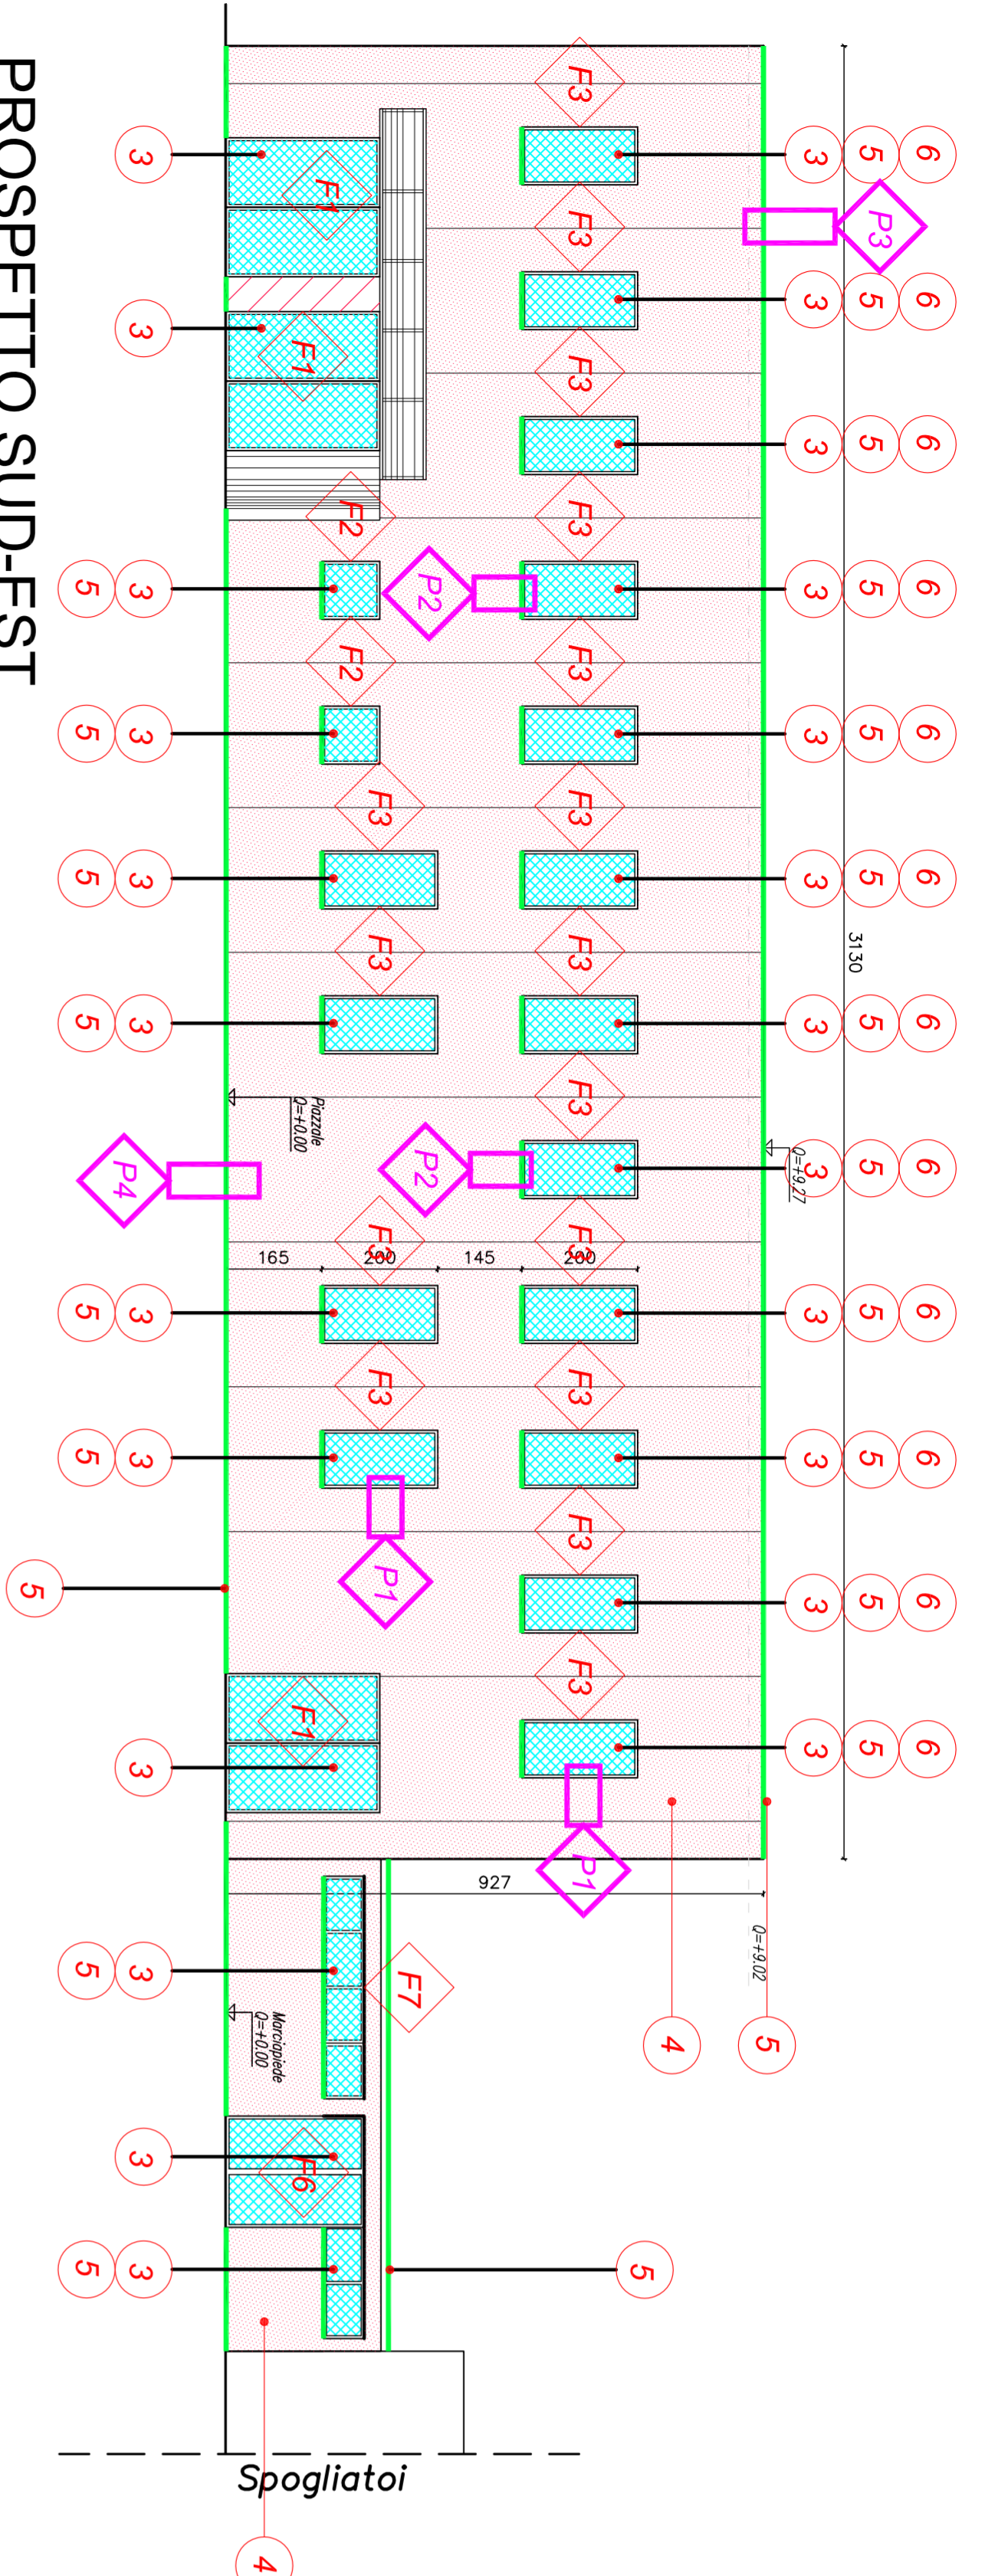 6 6 6 6 6 6 6 6 6 6 6 6
P3
5 5 5 5 5 5 5 5 5 5 5 5
3130
3 3 3 3 3 3 3 3 3 3 3 3
Q=+9.27
Q=+9.02
5
4
5
F3 F3 F3 F3 F3 F3 F3 F3 F3 F3 F3 F3
P1
200
145
200
165
927
P2
P2
F7
F3 F3 F3 F3
P1
F2 F2
F1
F1
F1
F6
Piazzale
Q=+0.00
Marciapiede
Q=+0.00
Spogliatoi
4
3 3 3 3 3 3 3 3 3 3 3 3
P4
5 5 5 5 5 5 5 5
5
PROSPETTO SUD-EST